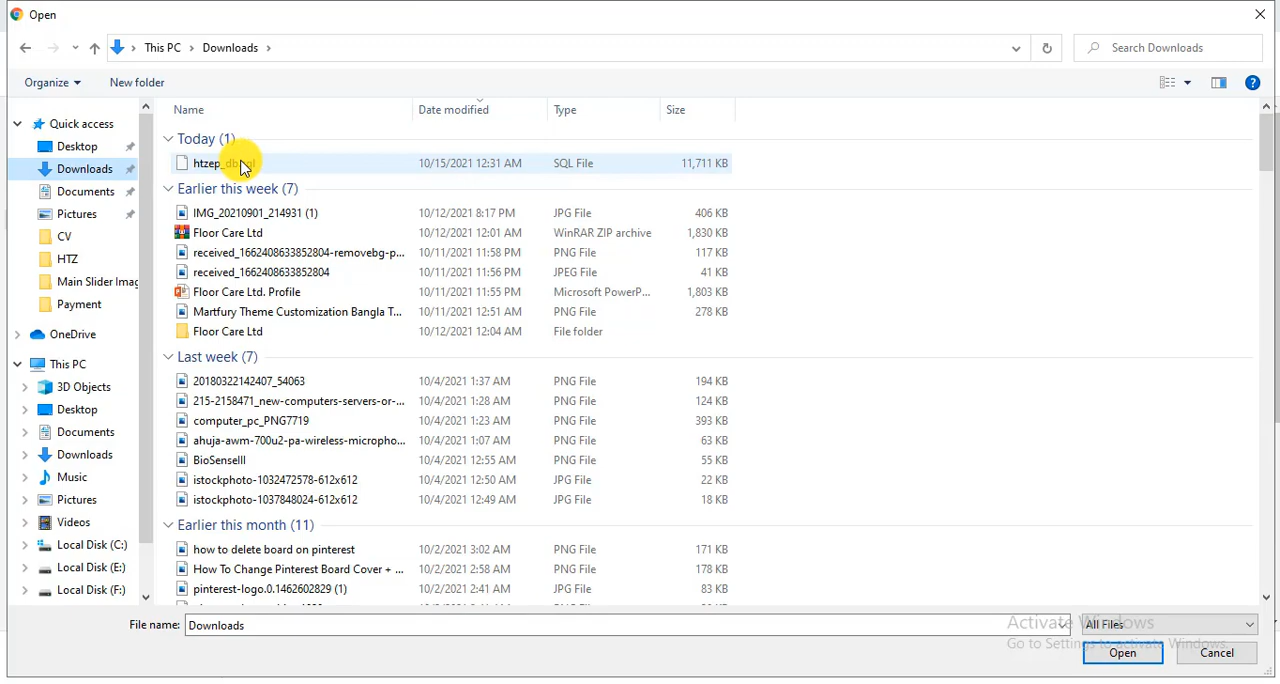 Open
This PC › Downloads ›
Search Downloads
Organize
New folder
Name
Date modified
Type
Size
Quick access
Desktop
Downloads
Documents
Pictures
CV
HTZ
Main Slider Imag
Payment
OneDrive
This PC
3D Objects
Desktop
Documents
Downloads
Music
Pictures
Videos
Local Disk (C:)
Local Disk (E:)
Local Disk (F:)
Today (1)
htzep_db.sql 10/15/2021 12:31 AM SQL File 11,711 KB
Earlier this week (7)
IMG_20210901_214931 (1) 10/12/2021 8:17 PM JPG File 406 KB
Floor Care Ltd 10/12/2021 12:01 AM WinRAR ZIP archive 1,830 KB
received_1662408633852804-removebg-p... 10/11/2021 11:58 PM PNG File 117 KB
received_1662408633852804 10/11/2021 11:56 PM JPEG File 41 KB
Floor Care Ltd. Profile 10/11/2021 11:55 PM Microsoft PowerP... 1,803 KB
Martfury Theme Customization Bangla T... 10/11/2021 12:51 AM PNG File 278 KB
Floor Care Ltd 10/12/2021 12:04 AM File folder
Last week (7)
20180322142407_54063 10/4/2021 1:37 AM PNG File 194 KB
215-2158471_new-computers-servers-or-... 10/4/2021 1:28 AM PNG File 124 KB
computer_pc_PNG7719 10/4/2021 1:23 AM PNG File 393 KB
ahuja-awm-700u2-pa-wireless-micropho... 10/4/2021 1:07 AM PNG File 63 KB
BioSenseIII 10/4/2021 12:55 AM PNG File 55 KB
istockphoto-1032472578-612x612 10/4/2021 12:50 AM JPG File 22 KB
istockphoto-1037848024-612x612 10/4/2021 12:49 AM JPG File 18 KB
Earlier this month (11)
how to delete board on pinterest 10/2/2021 3:02 AM PNG File 171 KB
How To Change Pinterest Board Cover + ... 10/2/2021 2:58 AM PNG File 178 KB
pinterest-logo.0.1462602829 (1) 10/2/2021 2:41 AM JPG File 83 KB
File name: Downloads
All Files
Activate Windows
Go to Settings to activate Windows.
Open
Cancel